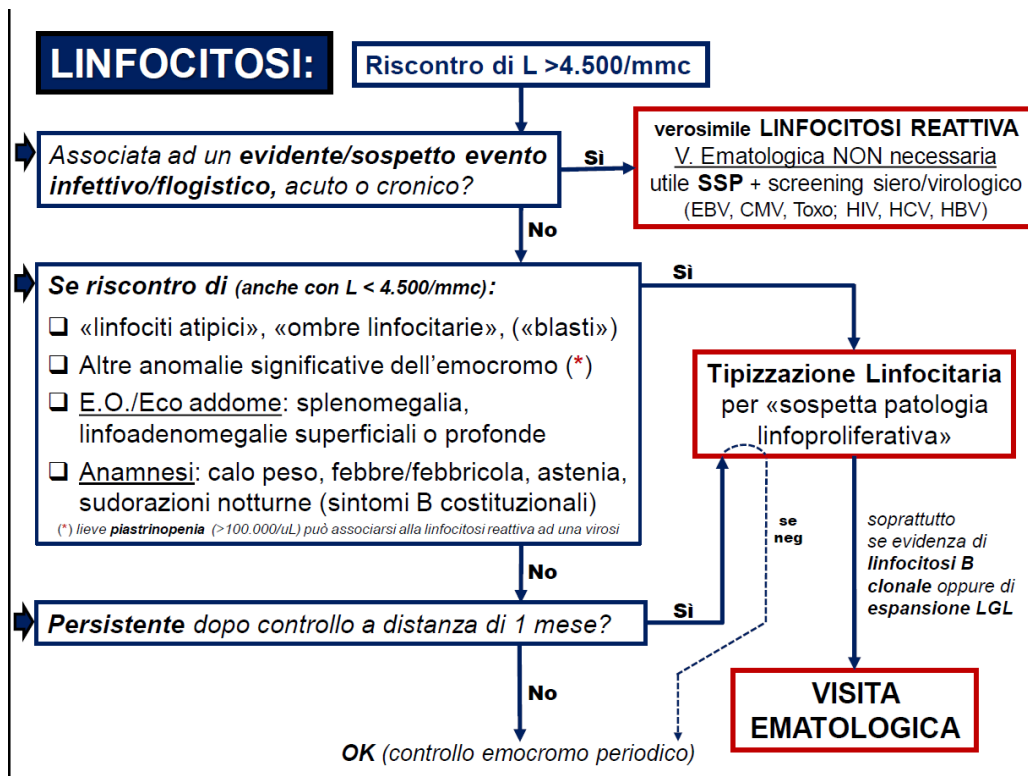 LINFOCITOSI:
Riscontro di L >4.500/mmc
Associata ad un evidente/sospetto evento
infettivo/flogistico, acuto o cronico?
Sì
verosimile LINFOCITOSI REATTIVA
V. Ematologica NON necessaria
utile SSP + screening siero/virologico
(EBV, CMV, Toxo; HIV, HCV, HBV)
No
Se riscontro di (anche con L < 4.500/mmc):
❑ «linfociti atipici», «ombre linfocitarie», («blasti»)
❑ Altre anomalie significative dell'emocromo (*)
❑ E.O./Eco addome: splenomegalia,
linfoadenomegalie superficiali o profonde
❑ Anamnesi: calo peso, febbre/febbricola, astenia,
sudorazioni notturne (sintomi B costituzionali)
(*) lieve piastrinopenia (>100.000/uL) può associarsi alla linfocitosi reattiva ad una virosi
Sì
Tipizzazione Linfocitaria
per «sospetta patologia
linfoproliferativa»
se
neg
soprattutto
se evidenza di
linfocitosi B
clonale oppure di
espansione LGL
No
Persistente dopo controllo a distanza di 1 mese?
Sì
No
VISITA
EMATOLOGICA
OK (controllo emocromo periodico)